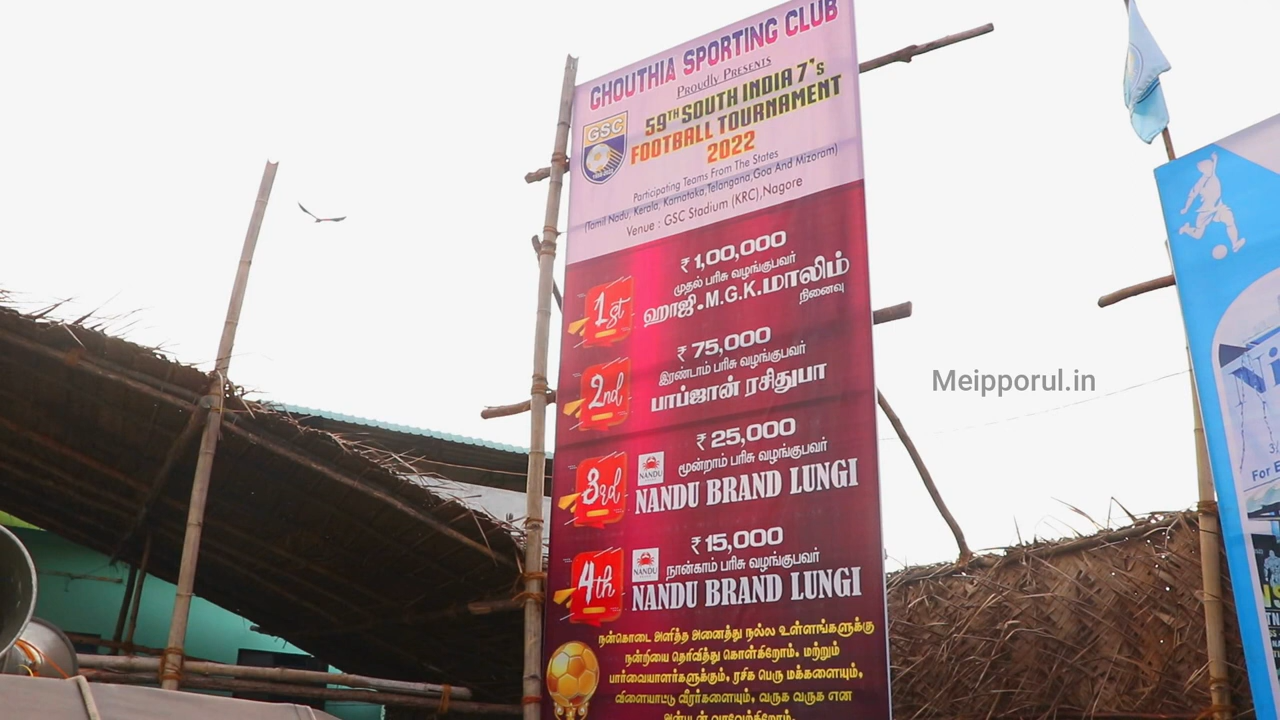 GHOUTHIA SPORTING CLUB
PROUDLY PRESENTS
GSC
59TH SOUTH INDIA 7's
FOOTBALL TOURNAMENT
2022
Participating Teams From The States
(Tamil Nadu, Kerala, Karnataka,Telangana,Goa And Mizoram)
Venue : GSC Stadium (KRC),Nagore
₹ 1,00,000
முதல் பரிசு வழங்குபவர்
1st
ஹாஜி.M.G.K.மாலிம்
நினைவு
₹ 75,000
இரண்டாம் பரிசு வழங்குபவர்
2nd
பாப்ஜான் ரசிதுபா
₹ 25,000
மூன்றாம் பரிசு வழங்குபவர்
3rd
NANDU
NANDU BRAND LUNGI
₹ 15,000
நான்காம் பரிசு வழங்குபவர்
4th
NANDU
NANDU BRAND LUNGI
நன்கொடை அளித்த அனைத்து நல்ல உள்ளங்களுக்கு
நன்றியை தெரிவித்து கொள்கிறோம். மற்றும்
பார்வையாளர்களுக்கும், ரசிக பெரு மக்களையும்,
விளையாட்டு வீரர்களையும், வருக வருக என
அன்புடன் வரவேற்கிறோம்.
Meipporul.in
For